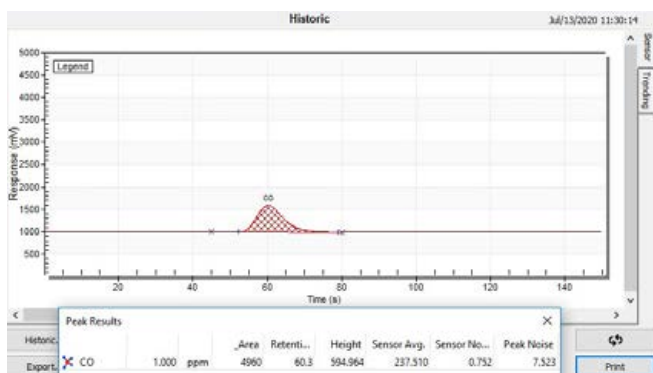 Historic
Jul/13/2020 11:30:14
Sensor
Trending
Legend
Response (mV)
5000
4500
4000
3500
3000
2500
2000
1500
1000
500
CO
20 40 60 80 100 120 140
Time (s)
Peak Results
_Area Retenti... Height Sensor Avg. Sensor No... Peak Noise
CO 1.000 ppm 4960 60.3 594.964 237.510 0.752 7.523
Historic.
Export.
Print